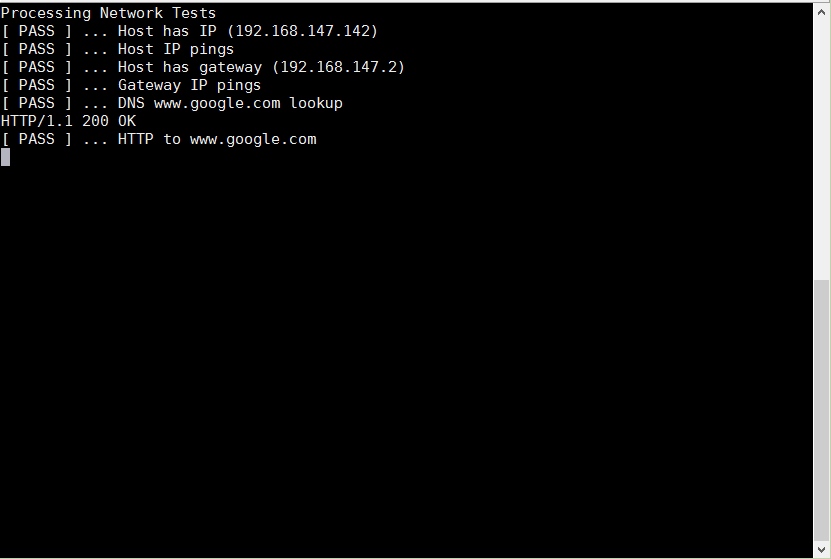 Processing Network Tests
[ PASS ] ... Host has IP (192.168.147.142)
[ PASS ] ... Host IP pings
[ PASS ] ... Host has gateway (192.168.147.2)
[ PASS ] ... Gateway IP pings
[ PASS ] ... DNS www.google.com lookup
HTTP/1.1 200 OK
[ PASS ] ... HTTP to www.google.com